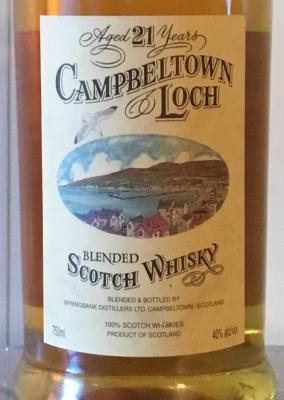 Aged 21 Years
CAMPBELTOWN
LOCH
BLENDED
SCOTCH WHISKY
BLENDED & BOTTLED BY
SPRINGBANK DISTILLERS LTD. CAMPBELTOWN : SCOTLAND
100% SCOTCH WHISKIES
750ml
PRODUCT OF SCOTLAND
40% alc/vol